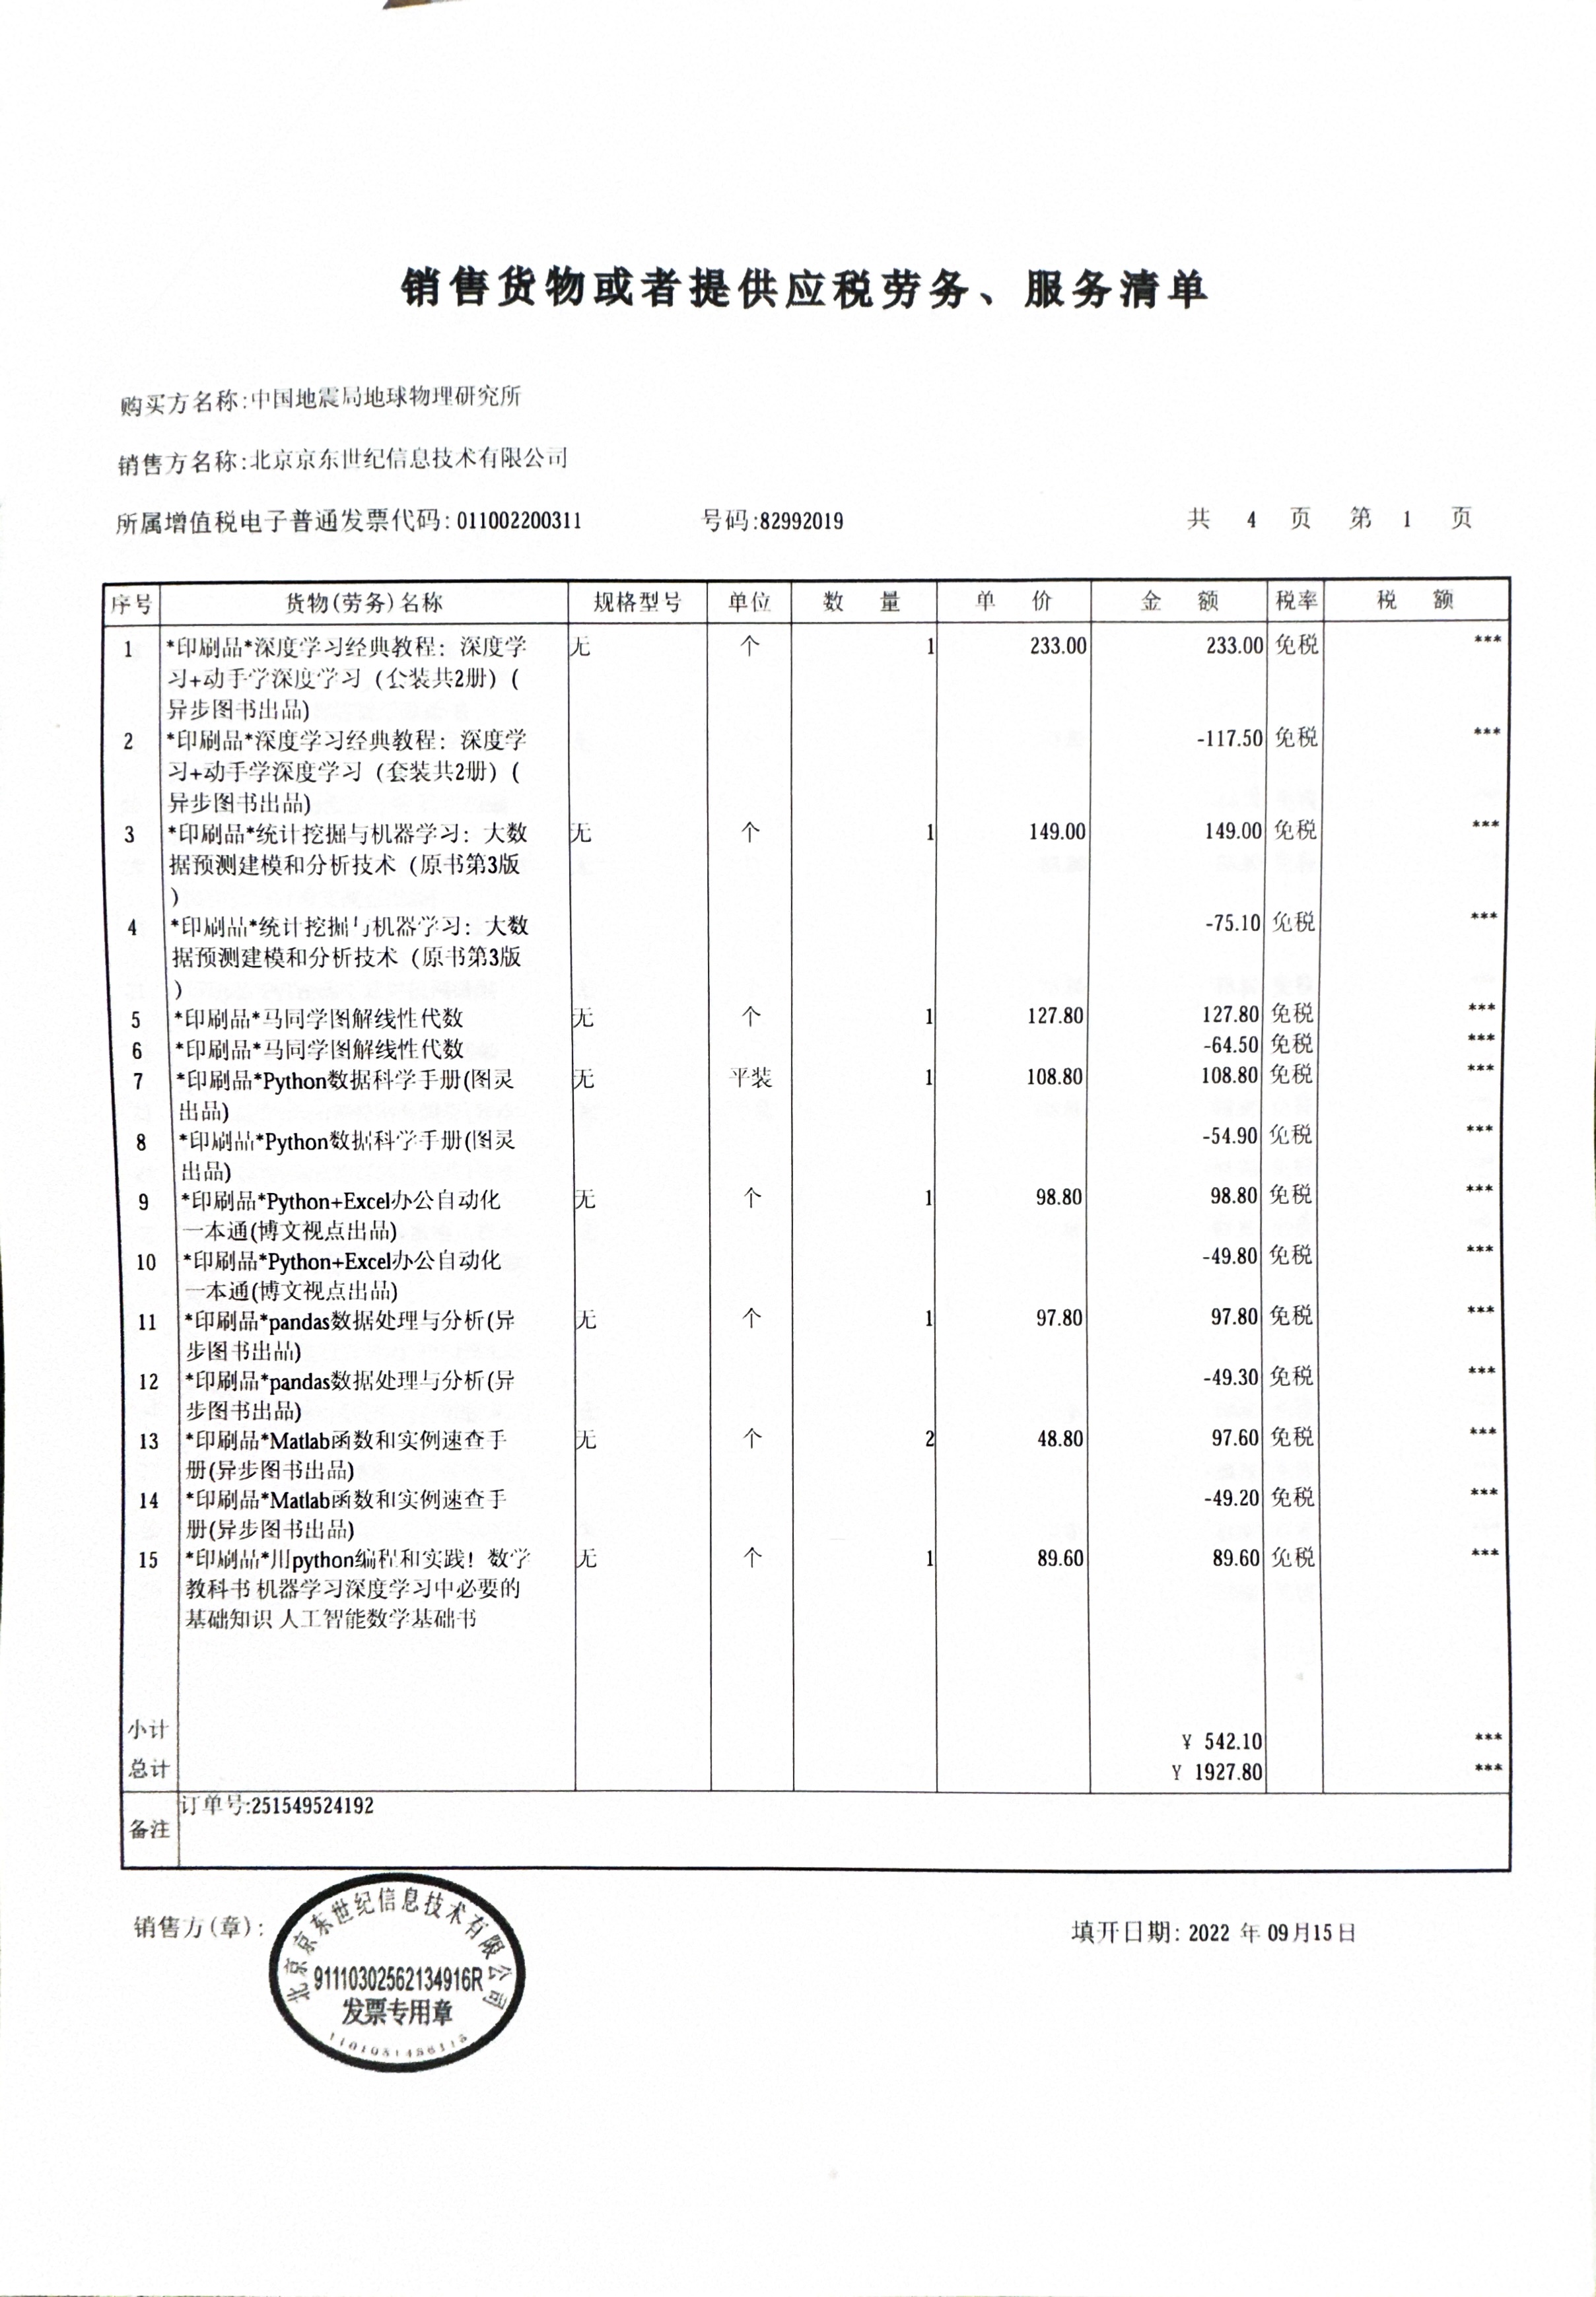 销售货物或者提供应税劳务、服务清单
购买方名称:中国地震局地球物理研究所
销售方名称:北京京东世纪信息技术有限公司
所属增值税电子普通发票代码:011002200311 号码:82992019 共 4 页 第 1 页
序号 货物(劳务)名称 规格型号 单位 数 量 单 价 金 额 税率 税 额
1 *印刷品*深度学习经典教程：深度学 无 个 1 233.00 233.00 免税 ***
习+动手学深度学习（套装共2册）(
异步图书出品)
2 *印刷品*深度学习经典教程：深度学 -117.50 免税 ***
习+动手学深度学习（套装共2册）(
异步图书出品)
3 *印刷品*统计挖掘与机器学习：大数 无 个 1 149.00 149.00 免税 ***
据预测建模和分析技术（原书第3版
）
4 *印刷品*统计挖掘与机器学习：大数 -75.10 免税 ***
据预测建模和分析技术（原书第3版
）
5 *印刷品*马同学图解线性代数 无 个 1 127.80 127.80 免税 ***
6 *印刷品*马同学图解线性代数 -64.50 免税 ***
7 *印刷品*Python数据科学手册(图灵 无 平装 1 108.80 108.80 免税 ***
出品)
8 *印刷品*Python数据科学手册(图灵 -54.90 免税 ***
出品)
9 *印刷品*Python+Excel办公自动化 无 个 1 98.80 98.80 免税 ***
一本通(博文视点出品)
10 *印刷品*Python+Excel办公自动化 -49.80 免税 ***
一本通(博文视点出品)
11 *印刷品*pandas数据处理与分析(异 无 个 1 97.80 97.80 免税 ***
步图书出品)
12 *印刷品*pandas数据处理与分析(异 -49.30 免税 ***
步图书出品)
13 *印刷品*Matlab函数和实例速查手 无 个 2 48.80 97.60 免税 ***
册(异步图书出品)
14 *印刷品*Matlab函数和实例速查手 -49.20 免税 ***
册(异步图书出品)
15 *印刷品*用python编程和实践！数学 无 个 1 89.60 89.60 免税 ***
教科书 机器学习深度学习中必要的
基础知识 人工智能数学基础书
小计 ¥ 542.10 ***
总计 ¥ 1927.80 ***
备注 订单号:251549524192
销售方(章): 填开日期: 2022 年 09月15日
北京京东世纪信息技术有限公司
91110302562134916R
发票专用章